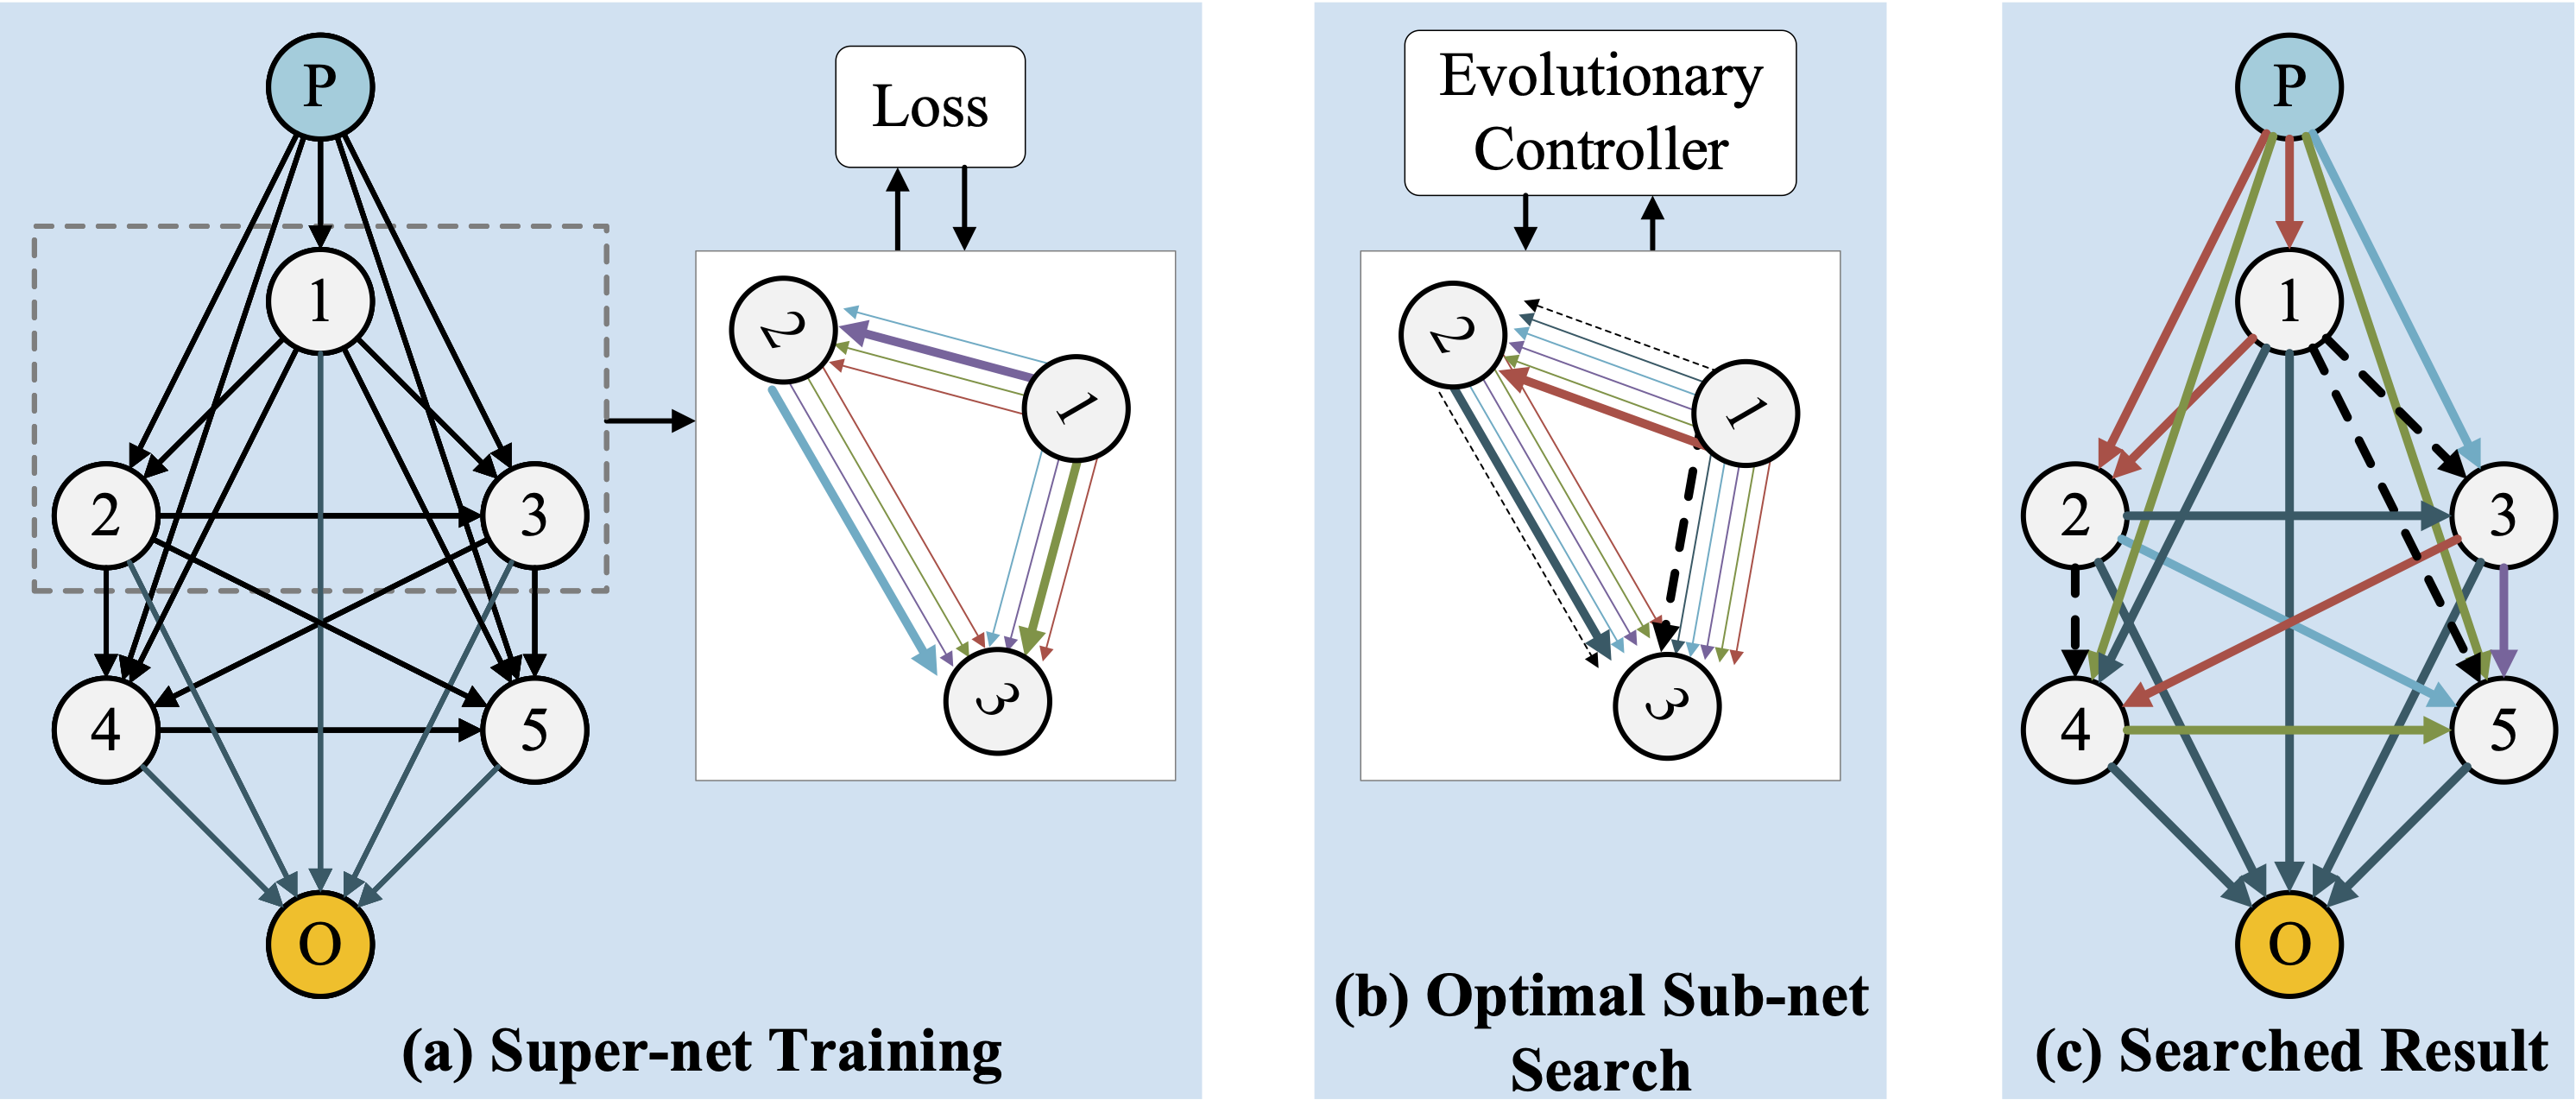 P
1
2
3
4
5
O
Loss
2
1
3
(a) Super-net Training
Evolutionary
Controller
2
1
3
(b) Optimal Sub-net
Search
P
1
2
3
4
5
O
(c) Searched Result